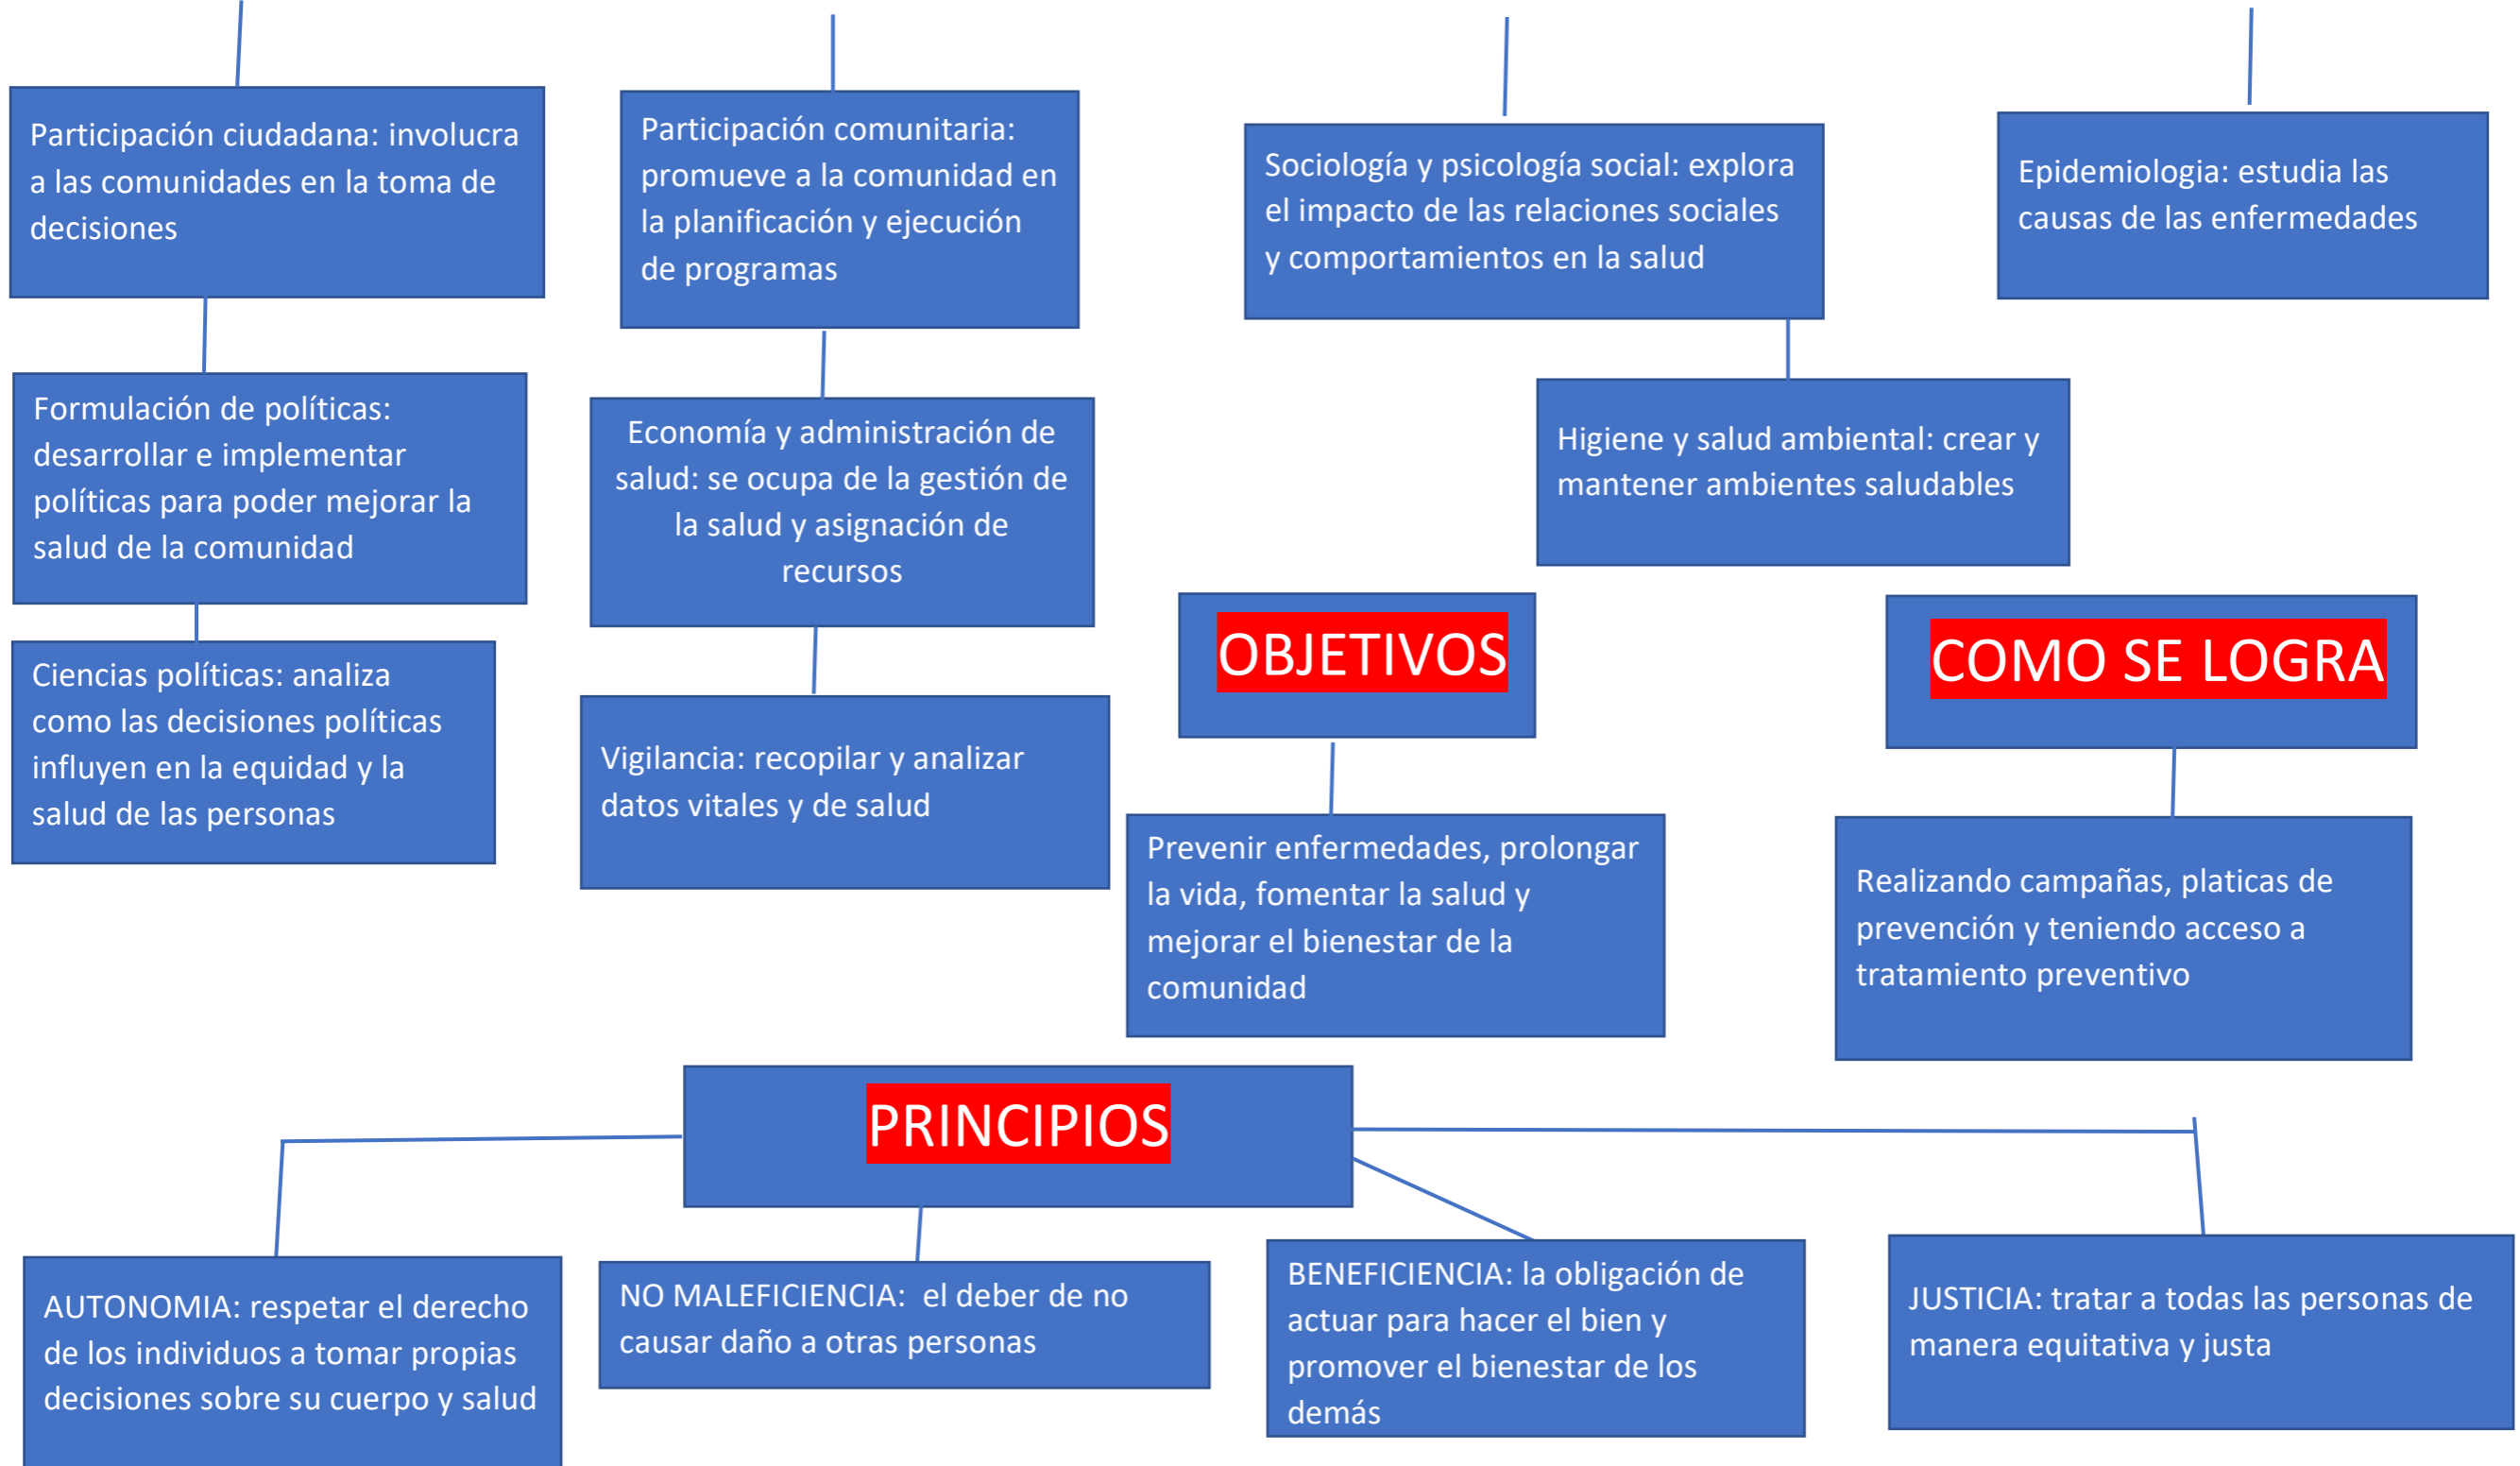 Participación ciudadana: involucra
a las comunidades en la toma de
decisiones
Participación comunitaria:
promueve a la comunidad en
la planificación y ejecución
de programas
Sociología y psicología social: explora
el impacto de las relaciones sociales
y comportamientos en la salud
Epidemiologia: estudia las
causas de las enfermedades
Formulación de políticas:
desarrollar e implementar
políticas para poder mejorar la
salud de la comunidad
Economía y administración de
salud: se ocupa de la gestión de
la salud y asignación de
recursos
Higiene y salud ambiental: crear y
mantener ambientes saludables
Ciencias políticas: analiza
como las decisiones políticas
influyen en la equidad y la
salud de las personas
Vigilancia: recopilar y analizar
datos vitales y de salud
OBJETIVOS
COMO SE LOGRA
Prevenir enfermedades, prolongar
la vida, fomentar la salud y
mejorar el bienestar de la
comunidad
Realizando campañas, platicas de
prevención y teniendo acceso a
tratamiento preventivo
PRINCIPIOS
AUTONOMIA: respetar el derecho
de los individuos a tomar propias
decisiones sobre su cuerpo y salud
NO MALEFICIENCIA:  el deber de no
causar daño a otras personas
BENEFICIENCIA: la obligación de
actuar para hacer el bien y
promover el bienestar de los
demás
JUSTICIA: tratar a todas las personas de
manera equitativa y justa